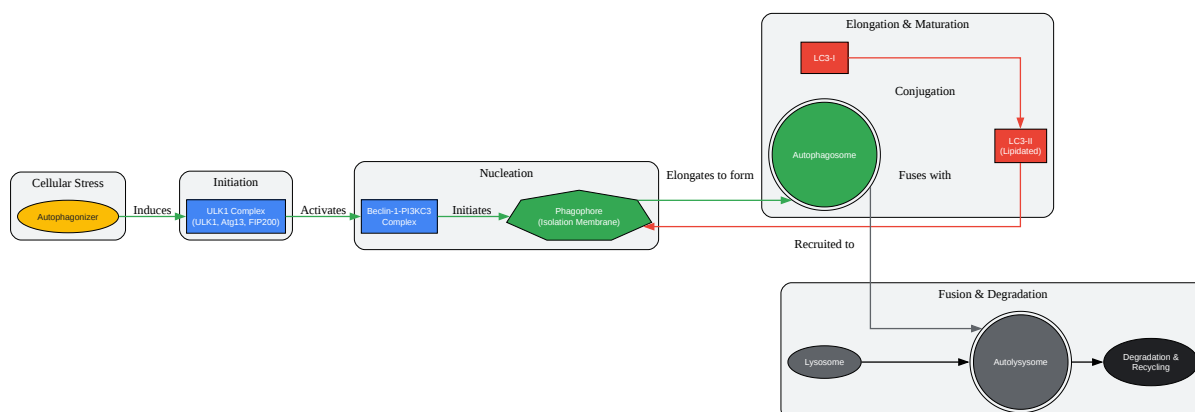 Elongation & Maturation
LC3-I
Conjugation
LC3-II
(Lipidated)
Autophagosome
Cellular Stress
Initiation
Nucleation
Elongates to form
Fuses with
Autophagonizer
Induces
ULK1 Complex
(ULK1, Atg13, FIP200)
Activates
Beclin-1-PI3KC3
Complex
Initiates
Phagophore
(Isolation Membrane)
Recruited to
Fusion & Degradation
Lysosome
Autolysysome
Degradation &
Recycling